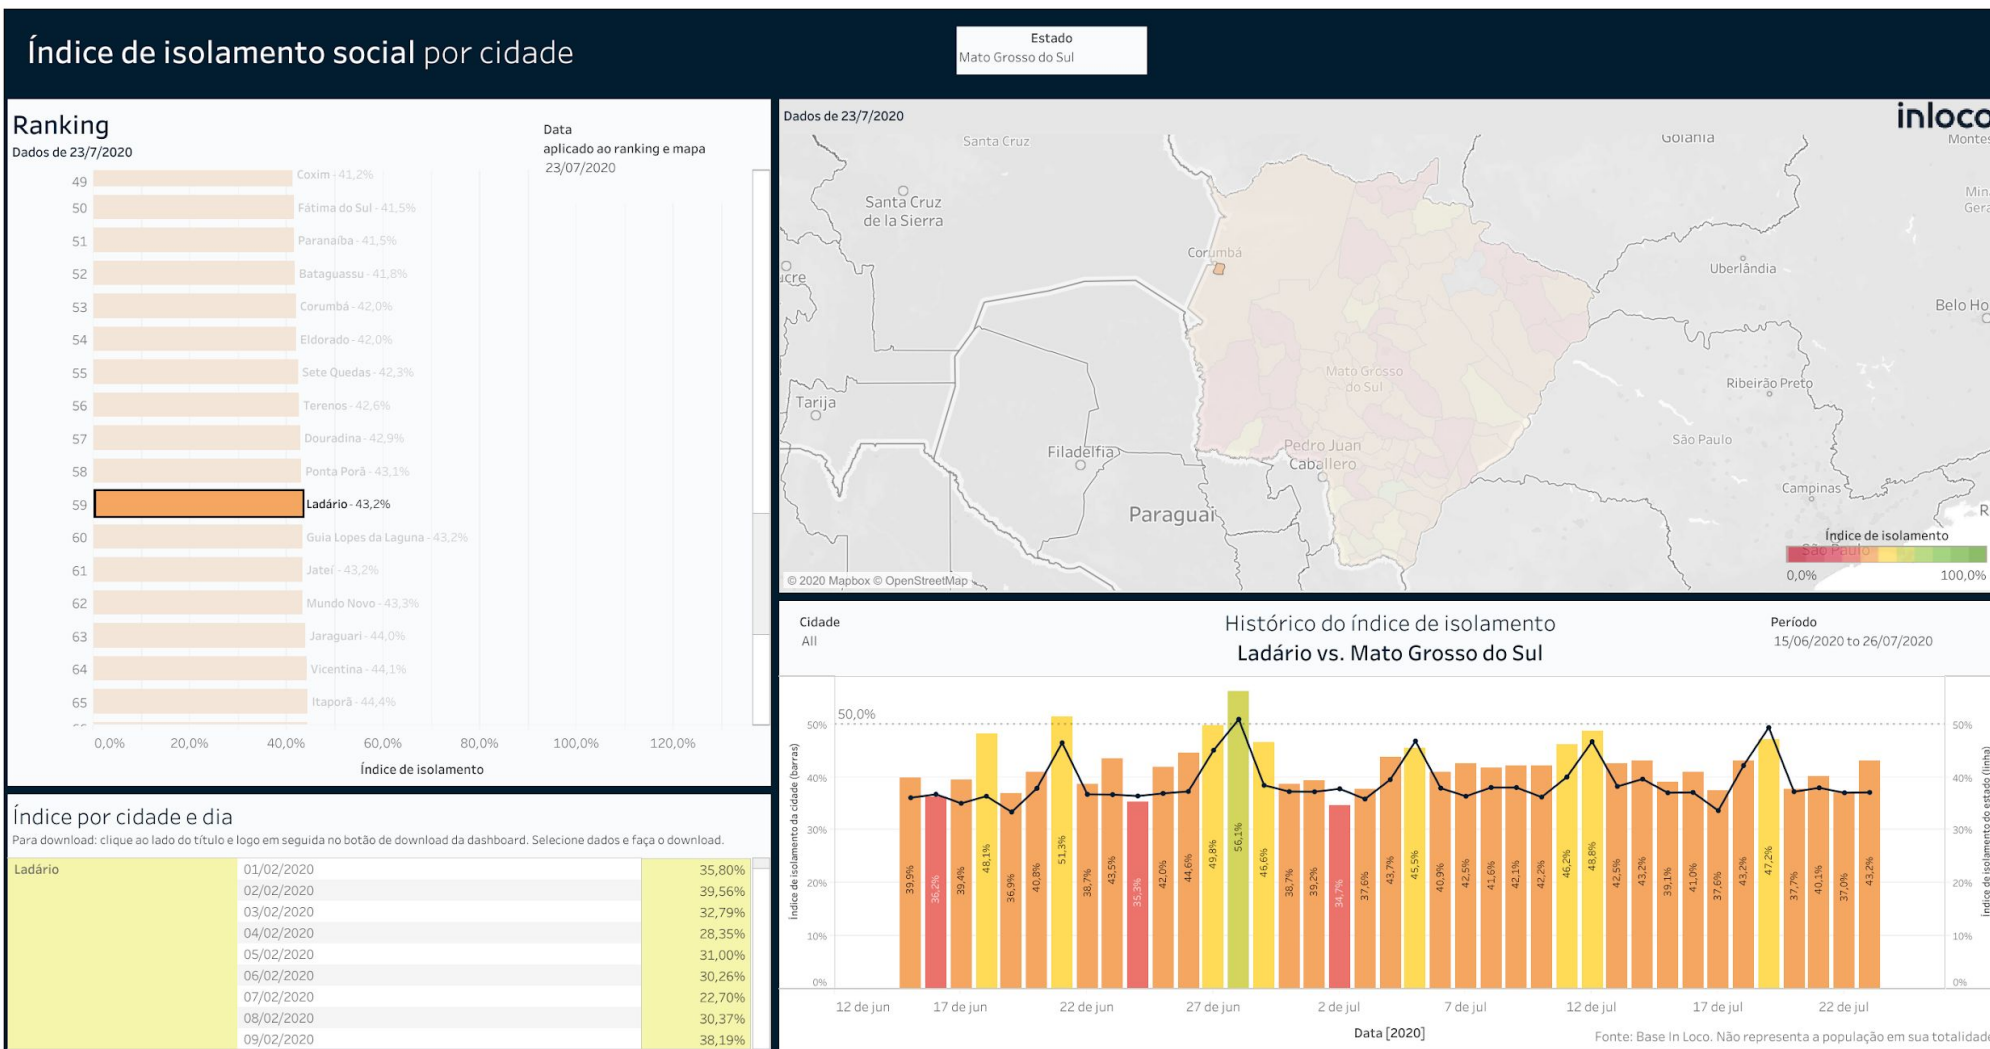 Índice de isolamento social por cidade
Estado
Mato Grosso do Sul
Ranking
Dados de 23/7/2020
Data
aplicado ao ranking e mapa
23/07/2020
49 Coxim - 41,2%
50 Fátima do Sul - 41,5%
51 Paranaíba - 41,5%
52 Bataguassu - 41,8%
53 Corumbá - 42,0%
54 Eldorado - 42,0%
55 Sete Quedas - 42,3%
56 Terenos - 42,6%
57 Douradina - 42,9%
58 Ponta Porã - 43,1%
59 Ladário - 43,2%
60 Guia Lopes da Laguna - 43,2%
61 Jateí - 43,2%
62 Mundo Novo - 43,3%
63 Jaraguari - 44,0%
64 Vicentina - 44,1%
65 Itaporã - 44,4%
0,0% 20,0% 40,0% 60,0% 80,0% 100,0% 120,0%
Índice de isolamento
Índice por cidade e dia
Para download: clique ao lado do título e logo em seguida no botão de download da dashboard. Selecione dados e faça o download.
Ladário 01/02/2020 35,80%
02/02/2020 39,56%
03/02/2020 32,79%
04/02/2020 28,35%
05/02/2020 31,00%
06/02/2020 30,26%
07/02/2020 22,70%
08/02/2020 30,37%
09/02/2020 38,19%
Dados de 23/7/2020
inloco
Santa Cruz
Goiânia
Montes
Santa Cruz
de la Sierra
Min
Gera
Corumbá
ucre
Uberlândia
Belo Ho
Mato Grosso
do Sul
Ribeirão Preto
Tarija
São Paulo
Filadélfia
Pedro Juan
Caballero
Campinas
Paraguai
R
Índice de isolamento
São Paulo
0,0% 100,0%
© 2020 Mapbox © OpenStreetMap
Cidade
All
Histórico do índice de isolamento
Ladário vs. Mato Grosso do Sul
Período
15/06/2020 to 26/07/2020
Índice de isolamento da cidade (barras)
50%
40%
30%
20%
10%
0%
50,0%
39,9% 36,2% 39,4% 48,1% 36,9% 40,8% 51,3% 38,7% 43,5% 35,3% 42,0% 44,6% 49,8% 56,1% 46,6% 38,7% 39,2% 34,7% 37,6% 43,7% 45,5% 40,9% 42,5% 41,6% 42,1% 42,2% 46,2% 48,8% 42,5% 43,2% 39,1% 41,0% 37,6% 43,2% 47,2% 37,7% 40,1% 37,0% 43,2%
50%
40%
30%
20%
10%
0%
Índice de isolamento do estado (linha)
12 de jun 17 de jun 22 de jun 27 de jun 2 de jul 7 de jul 12 de jul 17 de jul 22 de jul
Data [2020]
Fonte: Base In Loco. Não representa a população em sua totalidade